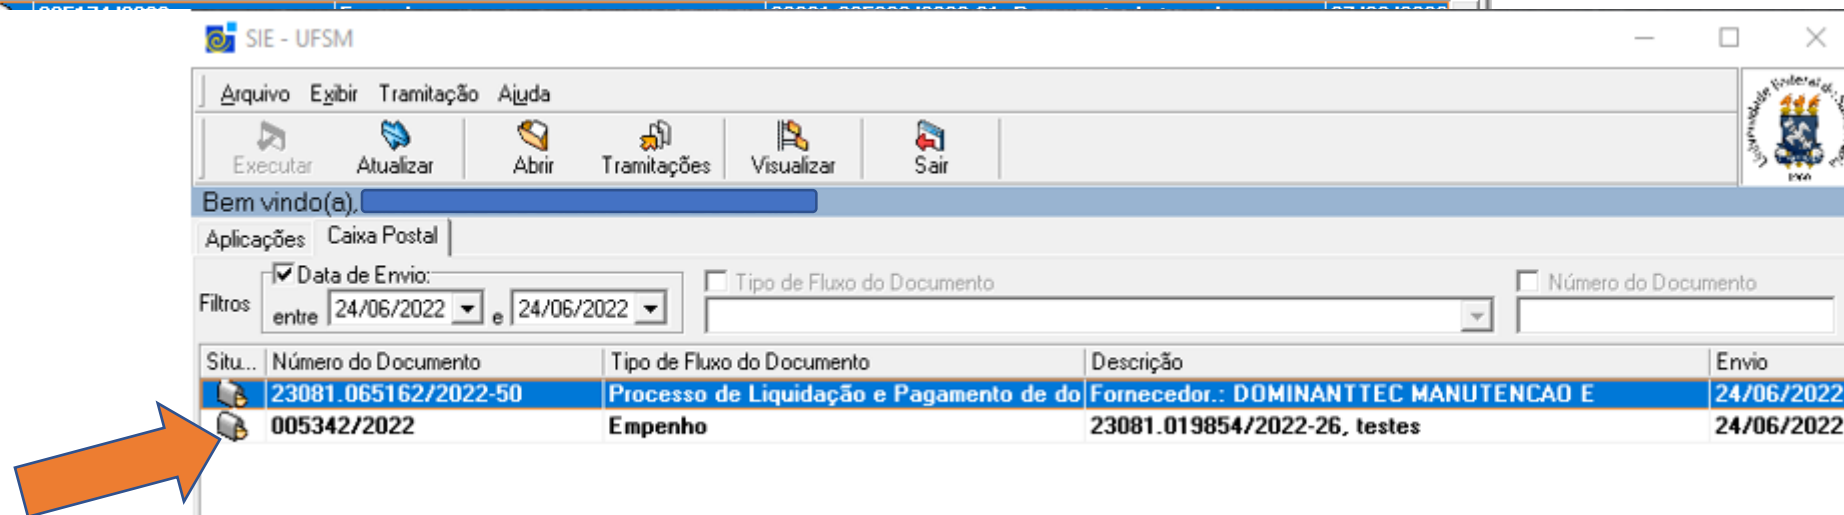 SIE - UFSM
Arquivo Exibir Tramitação Ajuda
Executar Atualizar Abrir Tramitações Visualizar Sair
Bem vindo(a),
Aplicações Caixa Postal
Filtros Data de Envio: Tipo de Fluxo do Documento Número do Documento
entre 24/06/2022 e 24/06/2022
Situ... Número do Documento Tipo de Fluxo do Documento Descrição Envio
23081.065162/2022-50 Processo de Liquidação e Pagamento de do Fornecedor.: DOMINANTTEC MANUTENCAO E 24/06/2022
005342/2022 Empenho 23081.019854/2022-26, testes 24/06/2022